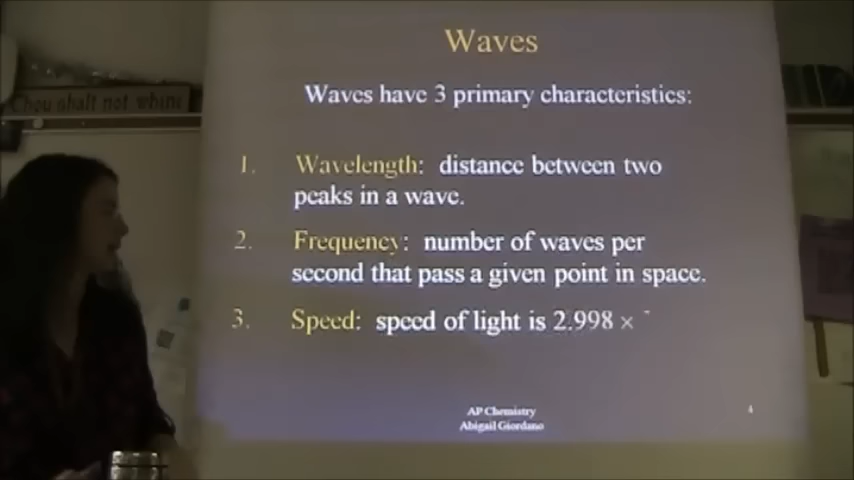 Waves
Thou shalt not whine
Waves have 3 primary characteristics:
1. Wavelength: distance between two
peaks in a wave.
2. Frequency: number of waves per
second that pass a given point in space.
3. Speed: speed of light is 2.998 ×
AP Chemistry
Abigail Giordano
4